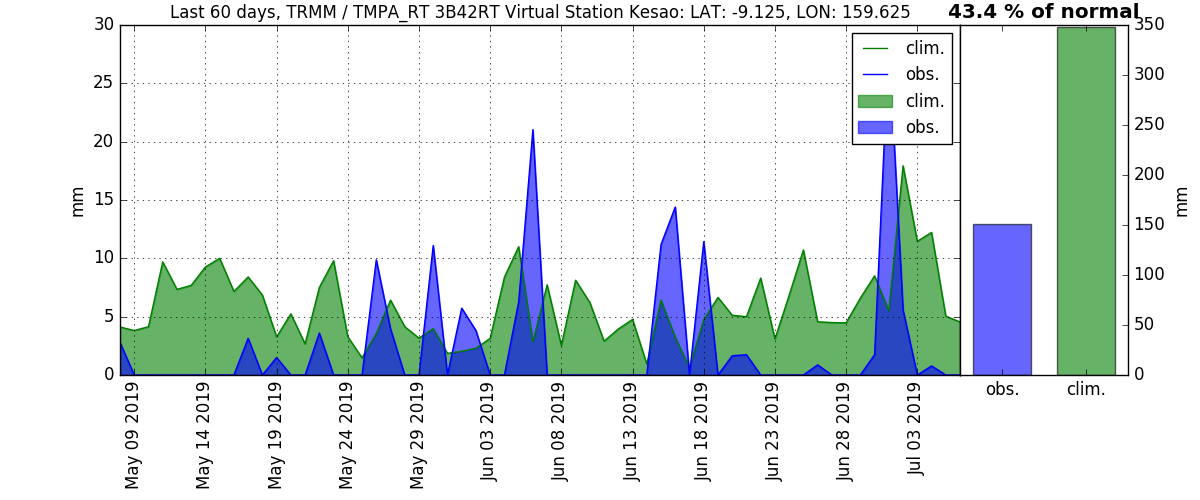 Last 60 days, TRMM / TMPA_RT 3B42RT Virtual Station Kesao: LAT: -9.125, LON: 159.625
43.4 % of normal
30
25
20
15
10
5
0
mm
clim.
obs.
clim.
obs.
350
300
250
200
150
100
50
0
mm
obs.
clim.
May 09 2019
May 14 2019
May 19 2019
May 24 2019
May 29 2019
Jun 03 2019
Jun 08 2019
Jun 13 2019
Jun 18 2019
Jun 23 2019
Jun 28 2019
Jul 03 2019